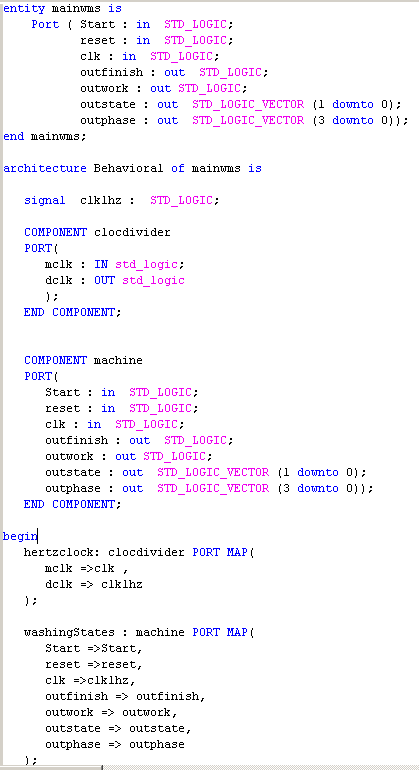 entity mainwms is
    Port ( Start : in  STD_LOGIC;
           reset : in  STD_LOGIC;
           clk : in  STD_LOGIC;
           outfinish : out  STD_LOGIC;
           outwork : out STD_LOGIC;
           outstate : out  STD_LOGIC_VECTOR (1 downto 0);
           outphase : out  STD_LOGIC_VECTOR (3 downto 0));
end mainwms;
architecture Behavioral of mainwms is
   signal  clk1hz :  STD_LOGIC;
   COMPONENT clocdivider
   PORT(
      mclk : IN std_logic;
      dclk : OUT std_logic
      );
   END COMPONENT;
   COMPONENT machine
   PORT(
      Start : in  STD_LOGIC;
      reset : in  STD_LOGIC;
      clk : in  STD_LOGIC;
      outfinish : out  STD_LOGIC;
      outwork : out STD_LOGIC;
      outstate : out  STD_LOGIC_VECTOR (1 downto 0);
      outphase : out  STD_LOGIC_VECTOR (3 downto 0));
   END COMPONENT;
begin
   hertzclock: clocdivider PORT MAP(
      mclk =>clk ,
      dclk => clk1hz
   );
   washingStates : machine PORT MAP(
      Start =>Start,
      reset =>reset,
      clk =>clk1hz,
      outfinish => outfinish,
      outwork => outwork,
      outstate => outstate,
      outphase => outphase
   );